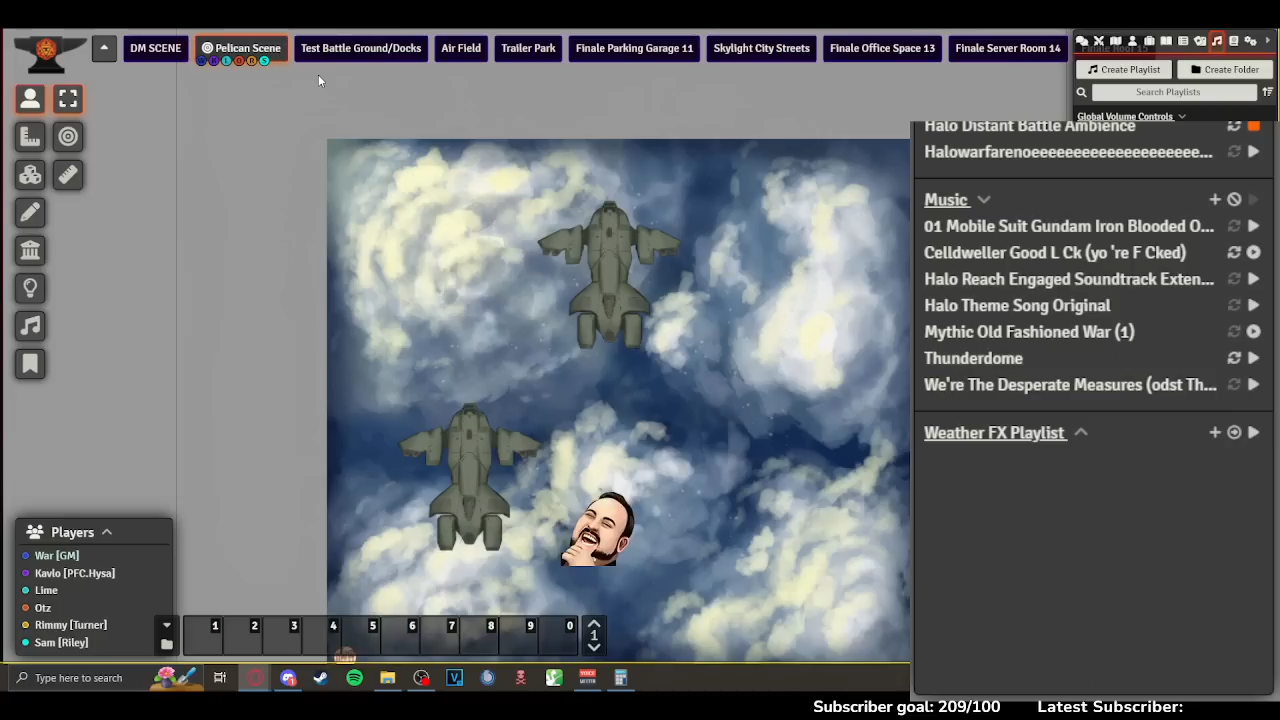 DM SCENE
Pelican Scene
Test Battle Ground/Docks
Air Field
Trailer Park
Finale Parking Garage 11
Skylight City Streets
Finale Office Space 13
Finale Server Room 14
W K L O R S
Create Playlist
Create Folder
Search Playlists
Global Volume Controls
Halo Distant Battle Ambience
Halowarfarenoeeeeeeeeeeeeeeeeeee...
Music
01 Mobile Suit Gundam Iron Blooded O...
Celldweller Good L Ck (yo 're F Cked)
Halo Reach Engaged Soundtrack Exten...
Halo Theme Song Original
Mythic Old Fashioned War (1)
Thunderdome
We're The Desperate Measures (odst Th...
Weather FX Playlist
Players
War [GM]
Kavlo [PFC.Hysa]
Lime
Otz
Rimmy [Turner]
Sam [Riley]
1 2 3 4 5 6 7 8 9 0
1
Type here to search
Subscriber goal: 209/100
Latest Subscriber: